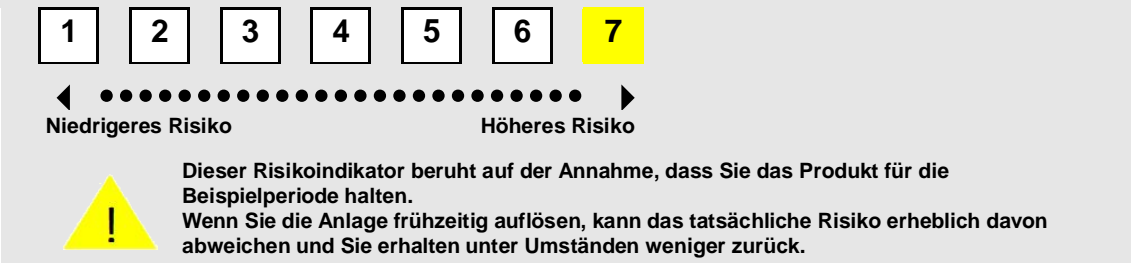 1 2 3 4 5 6 7
Niedrigeres Risiko Höheres Risiko
Dieser Risikoindikator beruht auf der Annahme, dass Sie das Produkt für die
Beispielperiode halten.
Wenn Sie die Anlage frühzeitig auflösen, kann das tatsächliche Risiko erheblich davon
abweichen und Sie erhalten unter Umständen weniger zurück.
!